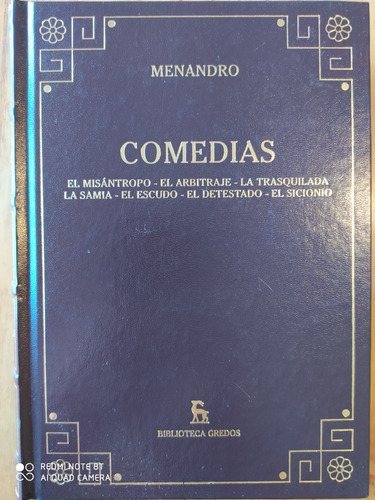 MENANDRO
COMEDIAS
EL MISÁNTROPO - EL ARBITRAJE - LA TRASQUILADA
LA SAMIA - EL ESCUDO - EL DETESTADO - EL SICIONIO
BIBLIOTECA GREDOS
REDMI NOTE 8T
AI QUAD CAMERA